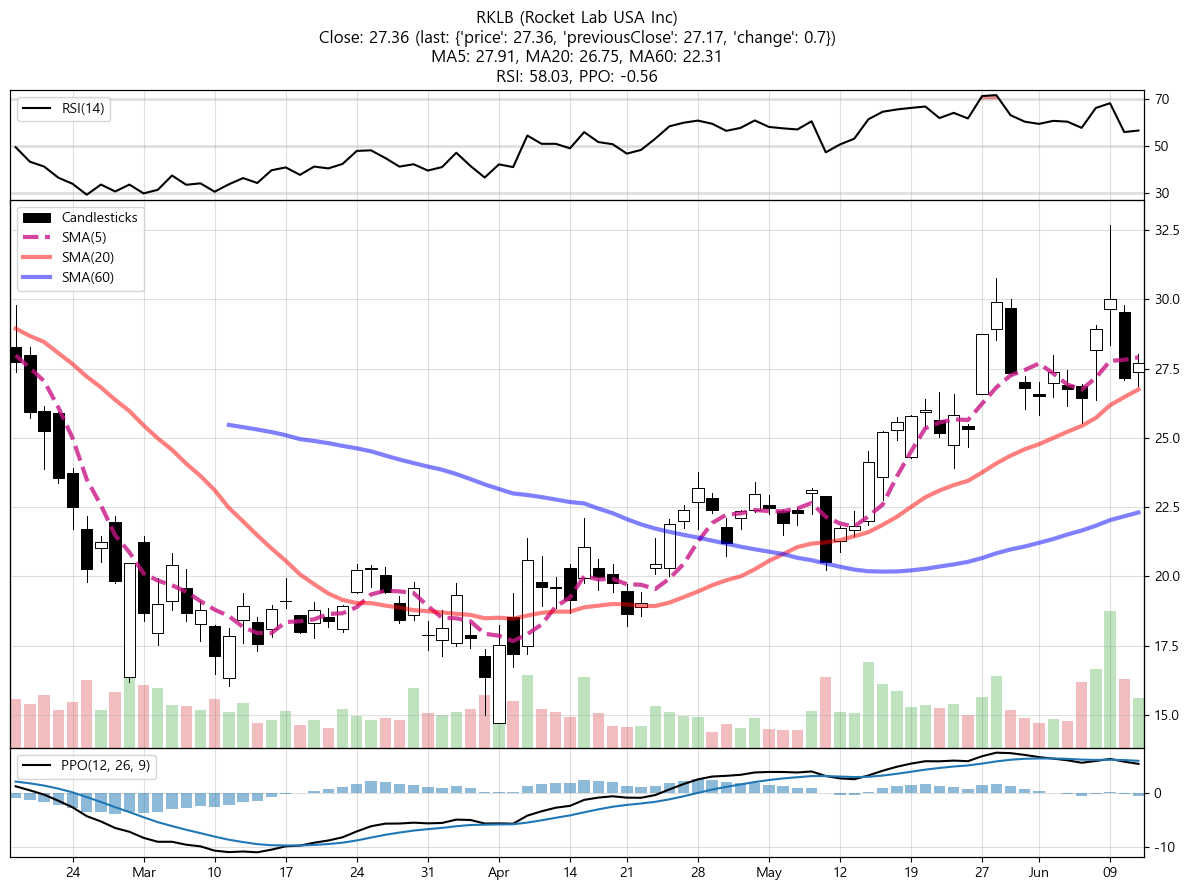 RKLB (Rocket Lab USA Inc)
Close: 27.36 (last: {'price': 27.36, 'previousClose': 27.17, 'change': 0.7})
MA5: 27.91, MA20: 26.75, MA60: 22.31
RSI: 58.03, PPO: -0.56
RSI(14)
70
50
30
Candlesticks
SMA(5)
SMA(20)
SMA(60)
32.5
30.0
27.5
25.0
22.5
20.0
17.5
15.0
PPO(12, 26, 9)
0
-10
24 Mar 10 17 24 31 Apr 14 21 28 May 12 19 27 Jun 09